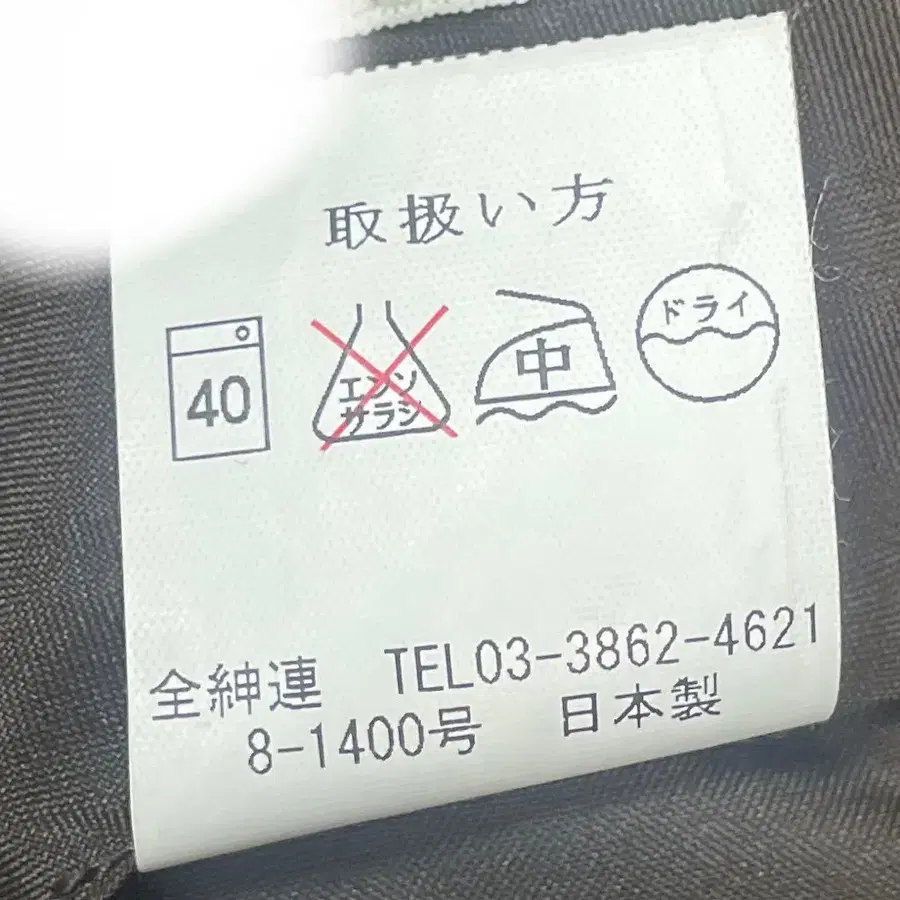 取扱い方
40
エンソ
サラシ
中
ドライ
全紳連 TEL03-3862-4621
8-1400号 日本製